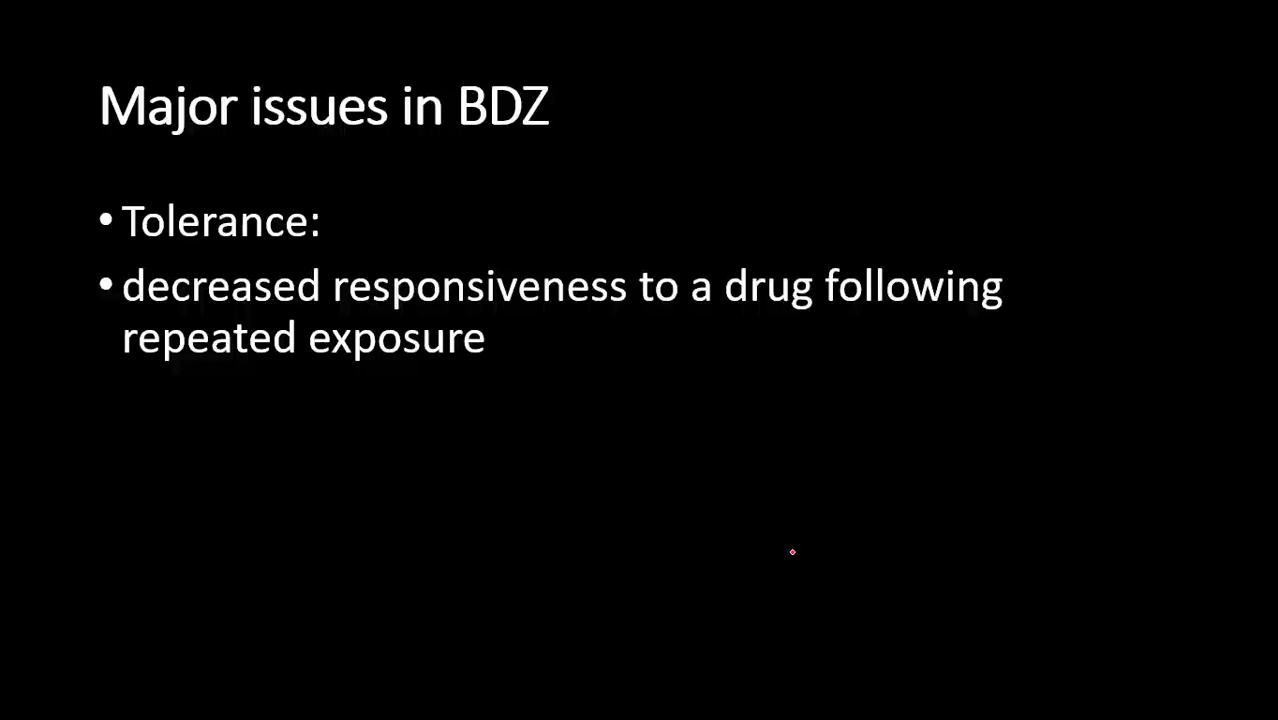 Major issues in BDZ
• Tolerance:
• decreased responsiveness to a drug following
repeated exposure